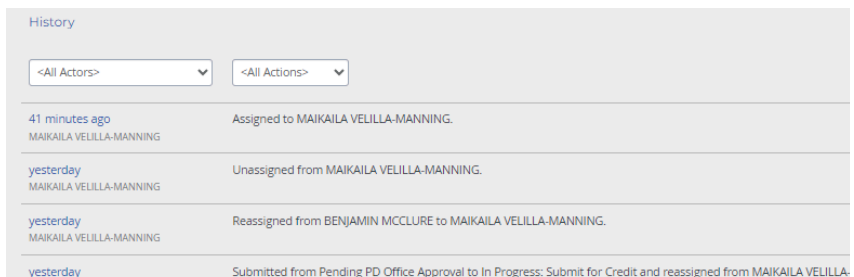 History
<All Actors> <All Actions>
41 minutes ago Assigned to MAIKAILA VELILLA-MANNING.
MAIKAILA VELILLA-MANNING
yesterday Unassigned from MAIKAILA VELILLA-MANNING.
MAIKAILA VELILLA-MANNING
yesterday Reassigned from BENJAMIN MCCLURE to MAIKAILA VELILLA-MANNING.
MAIKAILA VELILLA-MANNING
yesterday Submitted from Pending PD Office Approval to In Progress: Submit for Credit and reassigned from MAIKAILA VELILLA-